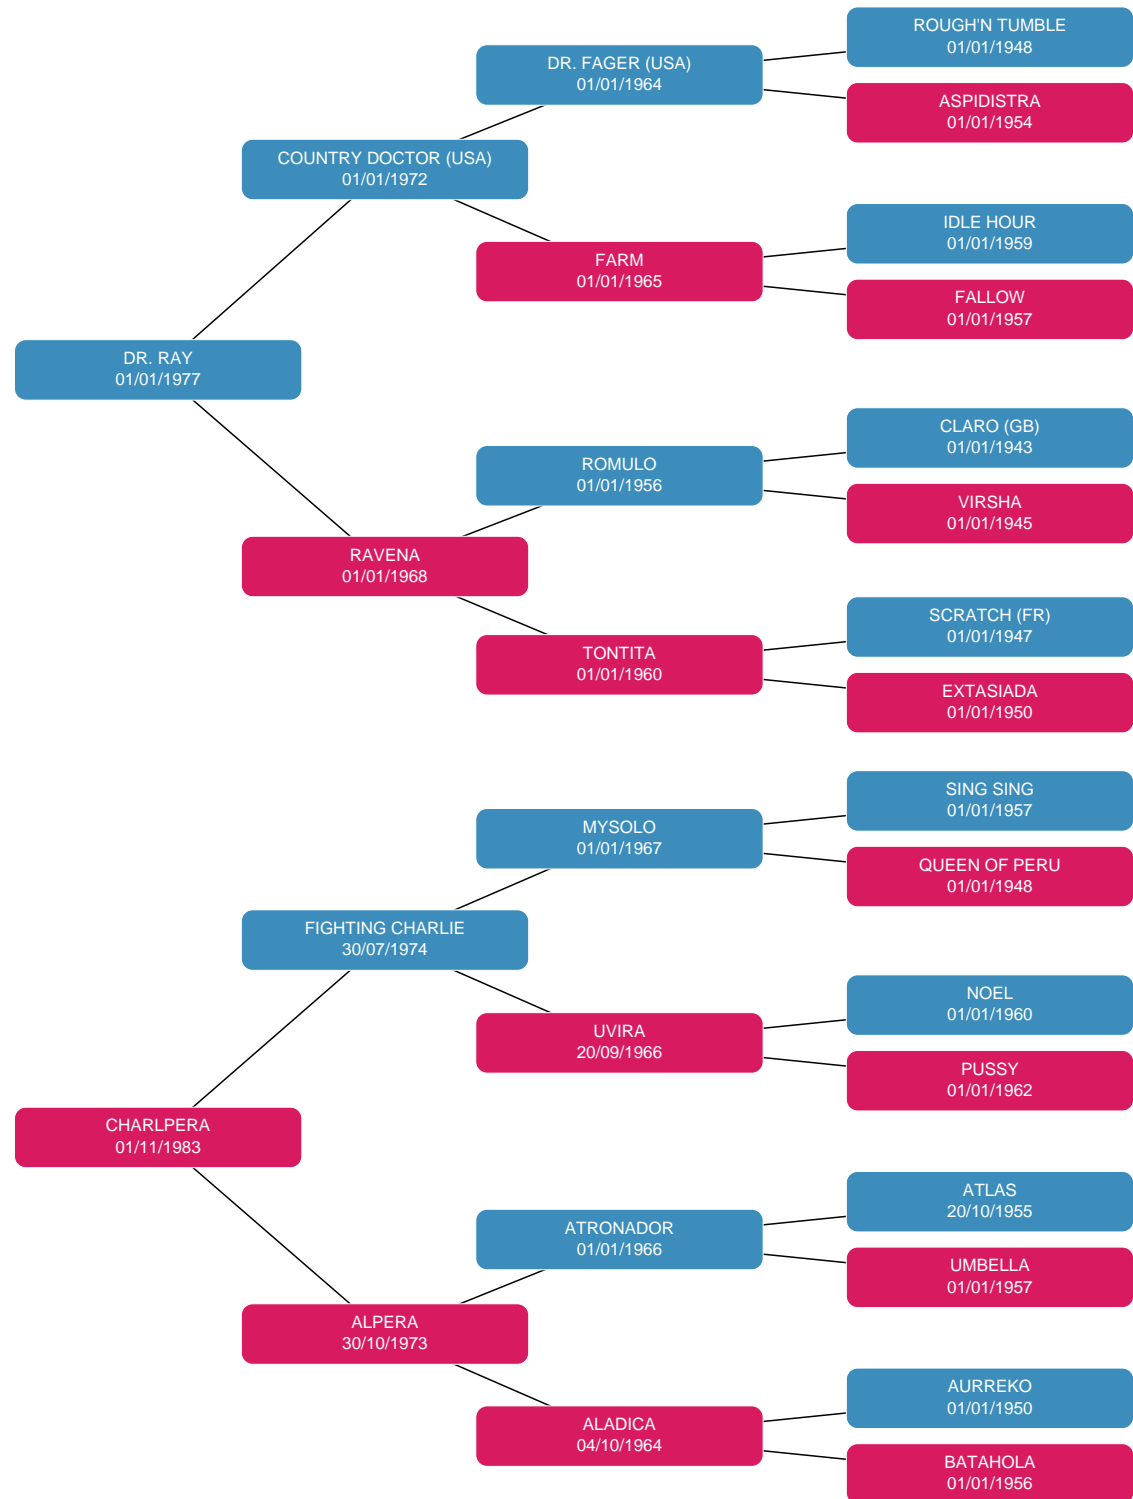 ROUGH'N TUMBLE
01/01/1948
DR. FAGER (USA)
01/01/1964
ASPIDISTRA
01/01/1954
COUNTRY DOCTOR (USA)
01/01/1972
IDLE HOUR
01/01/1959
FARM
01/01/1965
FALLOW
01/01/1957
DR. RAY
01/01/1977
CLARO (GB)
01/01/1943
ROMULO
01/01/1956
VIRSHA
01/01/1945
RAVENA
01/01/1968
SCRATCH (FR)
01/01/1947
TONTITA
01/01/1960
EXTASIADA
01/01/1950
SING SING
01/01/1957
MYSOLO
01/01/1967
QUEEN OF PERU
01/01/1948
FIGHTING CHARLIE
30/07/1974
NOEL
01/01/1960
UVIRA
20/09/1966
PUSSY
01/01/1962
CHARLPERA
01/11/1983
ATLAS
20/10/1955
ATRONADOR
01/01/1966
UMBELLA
01/01/1957
ALPERA
30/10/1973
AURREKO
01/01/1950
ALADICA
04/10/1964
BATAHOLA
01/01/1956